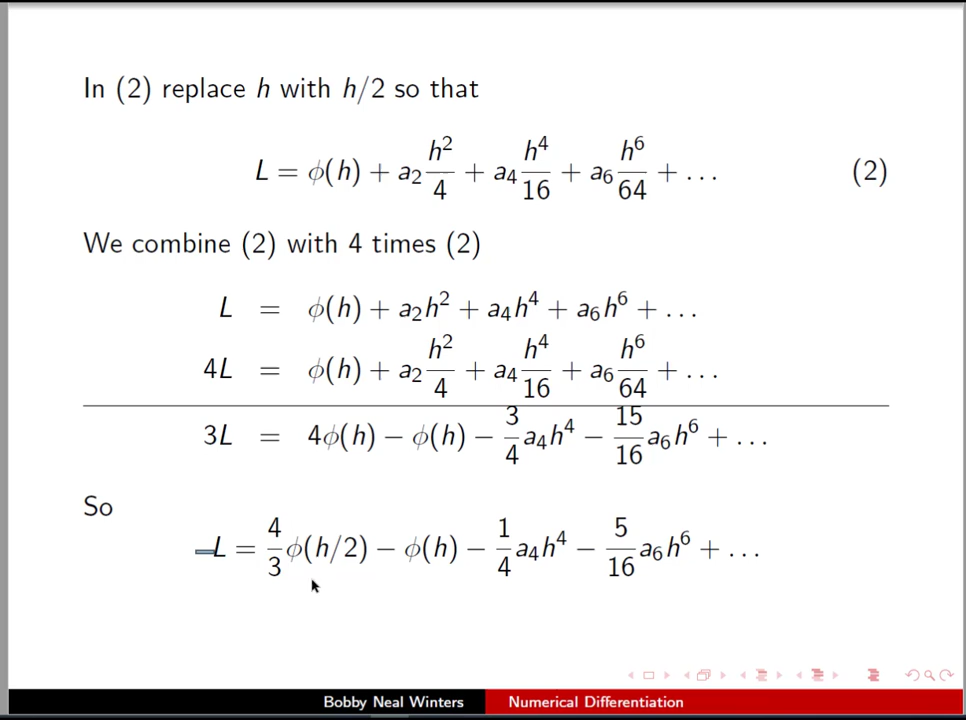 In (2) replace h with h/2 so that
L = ϕ(h) + a₂ h²/4 + a₄ h⁴/16 + a₆ h⁶/64 + . . . (2)
We combine (2) with 4 times (2)
L = ϕ(h) + a₂h² + a₄h⁴ + a₆h⁶ + . . .
4L = ϕ(h) + a₂ h²/4 + a₄ h⁴/16 + a₆ h⁶/64 + . . .
3L = 4ϕ(h) − ϕ(h) − 3/4 a₄h⁴ − 15/16 a₆h⁶ + . . .
So
L = 4/3 ϕ(h/2) − ϕ(h) − 1/4 a₄h⁴ − 5/16 a₆h⁶ + . . .
Bobby Neal Winters Numerical Differentiation